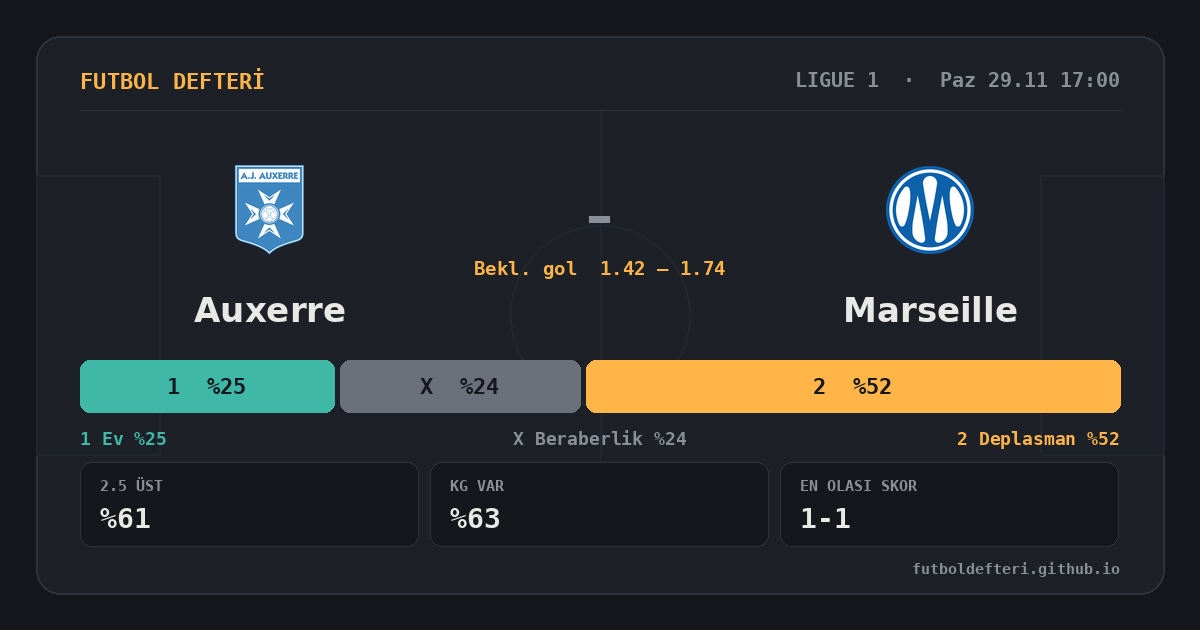 FUTBOL DEFTERİ
LIGUE 1 · Paz 29.11 17:00
A.J. AUXERRE
–
Bekl. gol 1.42 – 1.74
Auxerre
Marseille
1 %25
X %24
2 %52
1 Ev %25
X Beraberlik %24
2 Deplasman %52
2.5 ÜST
KG VAR
EN OLASI SKOR
%61
%63
1-1
futboldefteri.github.io